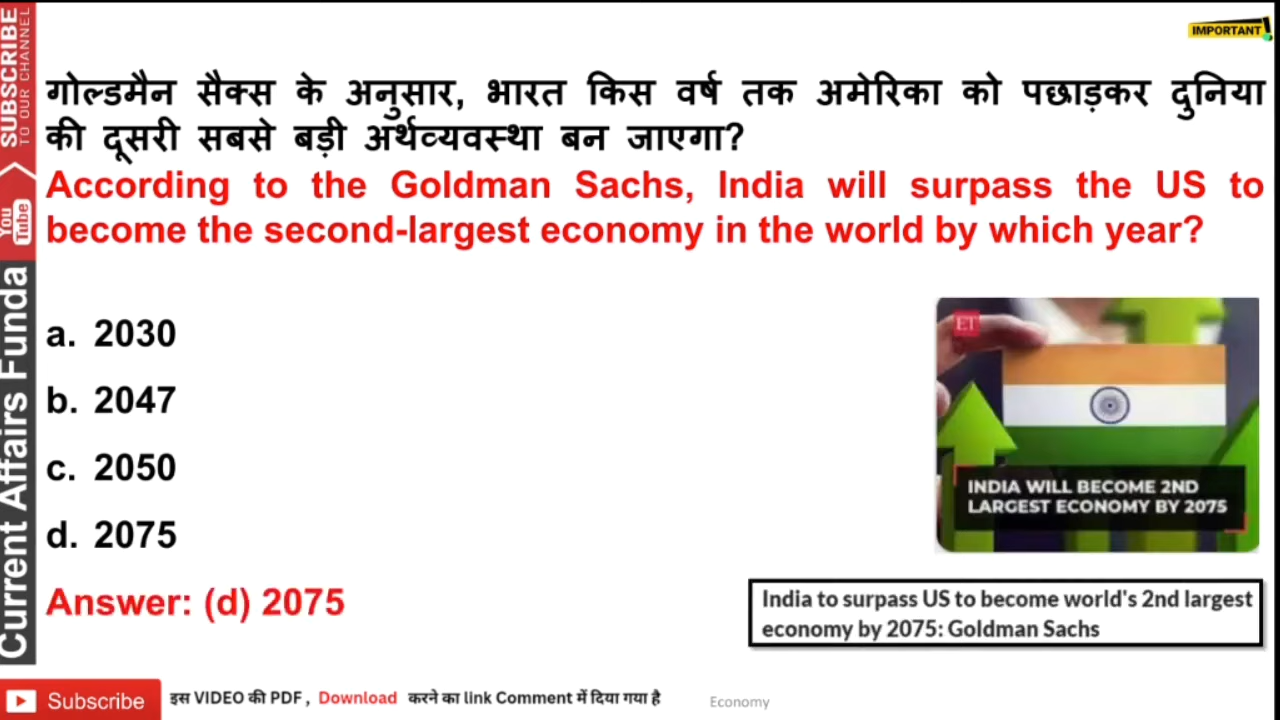 SUBSCRIBE
TO OUR CHANNEL
You
Tube
Current Affairs Funda
IMPORTANT
गोल्डमैन सैक्स के अनुसार, भारत किस वर्ष तक अमेरिका को पछाड़कर दुनिया
की दूसरी सबसे बड़ी अर्थव्यवस्था बन जाएगा?
According to the Goldman Sachs, India will surpass the US to
become the second-largest economy in the world by which year?
a. 2030
b. 2047
c. 2050
d. 2075
Answer: (d) 2075
ET
INDIA WILL BECOME 2ND
LARGEST ECONOMY BY 2075
India to surpass US to become world's 2nd largest
economy by 2075: Goldman Sachs
Subscribe
इस VIDEO की PDF, Download करने का link Comment में दिया गया है
Economy